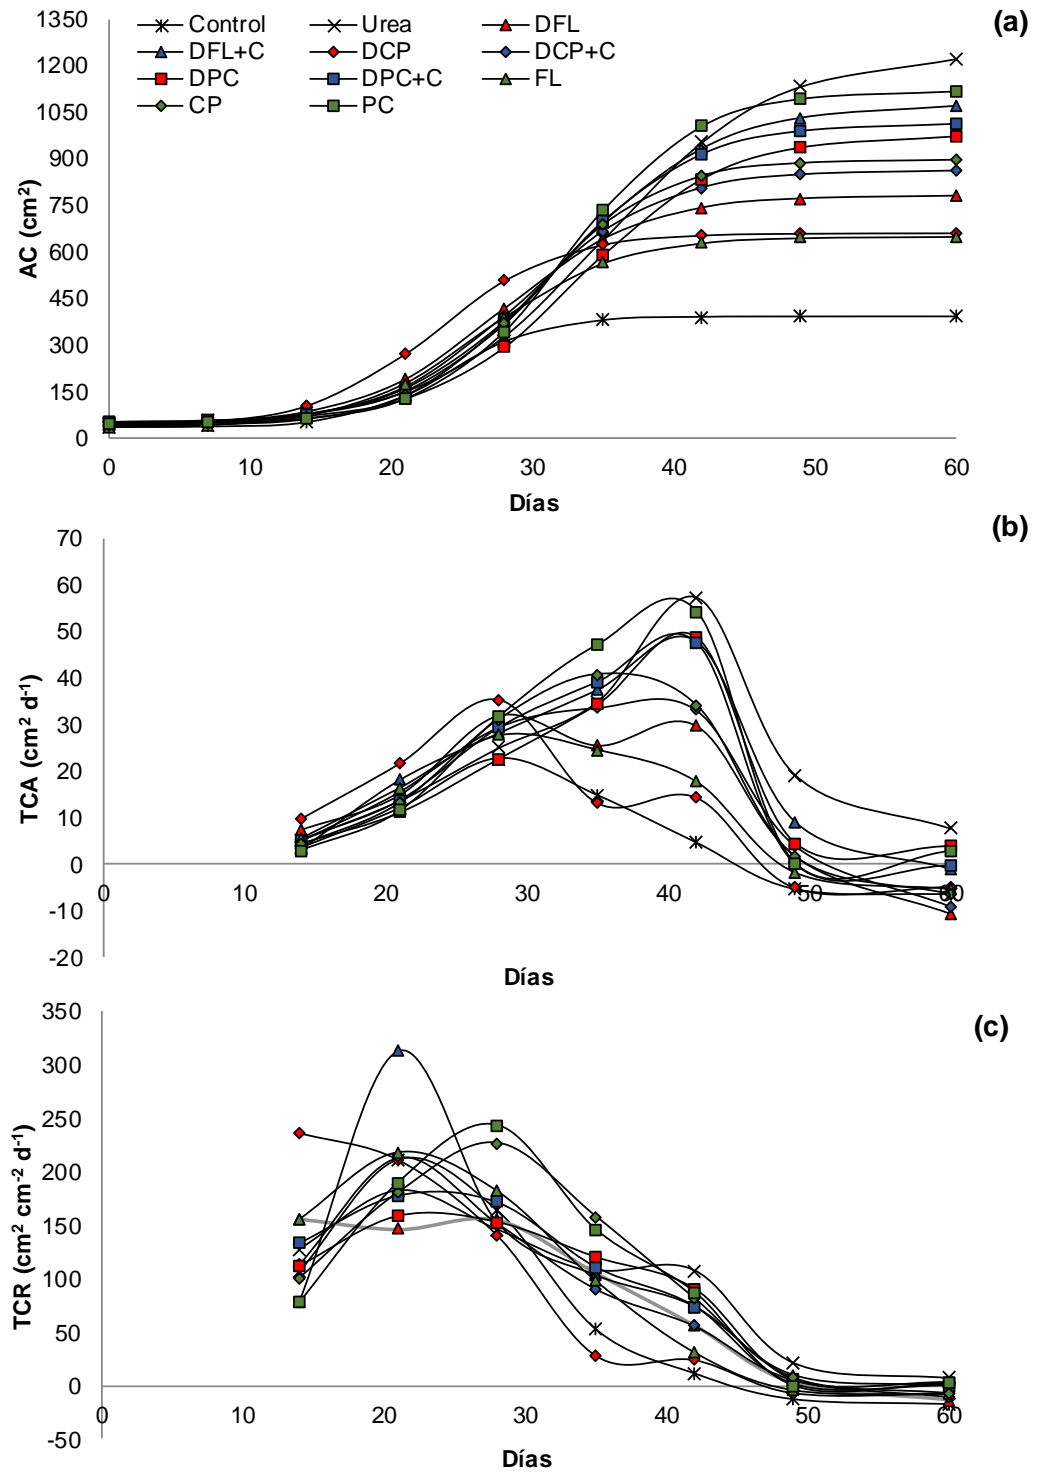 (a)
Control Urea DFL
DFL+C DCP DCP+C
DPC DPC+C FL
CP PC
1350
1200
1050
900
750
600
450
300
150
0
AC (cm²)
0 10 20 30 40 50 60
Días
(b)
70
60
50
40
30
20
10
0
-10
-20
TCA (cm² d⁻¹)
0 10 20 30 40 50 60
Días
(c)
350
300
250
200
150
100
50
0
-50
TCR (cm² cm⁻² d⁻¹)
0 10 20 30 40 50 60
Días